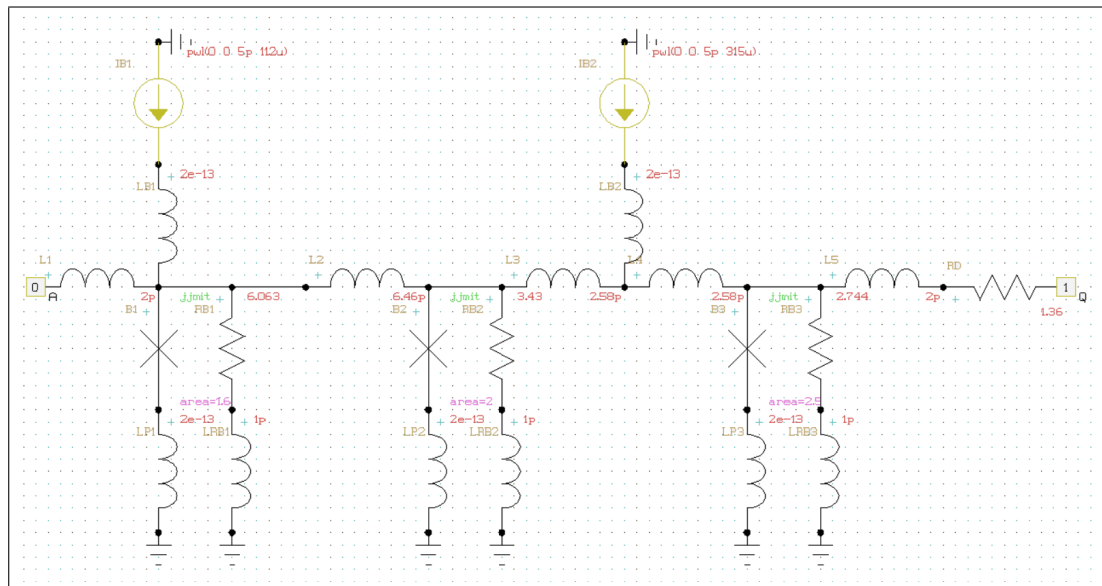 pwl(0 0 5p 112u)
pwl(0 0 5p 315u)
IB1
IB2
2e-13
2e-13
LB1
LB2
L1
L2
L3
L4
L5
RD
0
A
2p
jjmit
6.063
6.46p
jjmit
3.43
2.58p
2.58p
jjmit
2.744
2p
1
Q
B1
RB1
B2
RB2
B3
RB3
1.36
area=1.6
area=2
area=2.5
2e-13
1p
2e-13
1p
2e-13
1p
LP1
LRB1
LP2
LRB2
LP3
LRB3